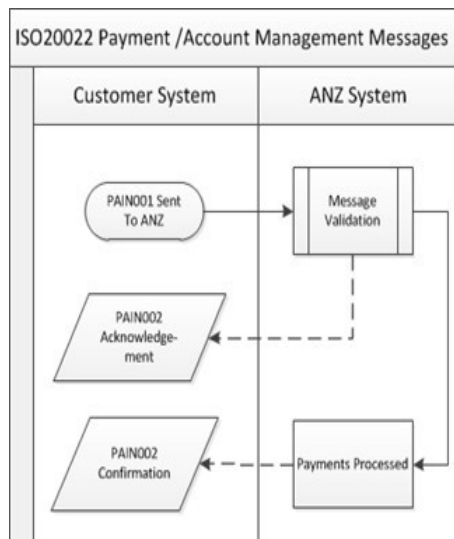 ISO20022 Payment /Account Management Messages
Customer System
ANZ System
PAIN001 Sent
To ANZ
Message
Validation
PAIN002
Acknowledge-
ment
PAIN002
Confirmation
Payments Processed